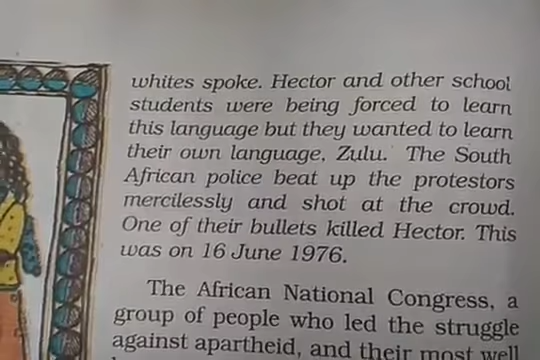 whites spoke. Hector and other school
students were being forced to learn
this language but they wanted to learn
their own language, Zulu. The South
African police beat up the protestors
mercilessly and shot at the crowd.
One of their bullets killed Hector. This
was on 16 June 1976.
The African National Congress, a
group of people who led the struggle
against apartheid, and their most well